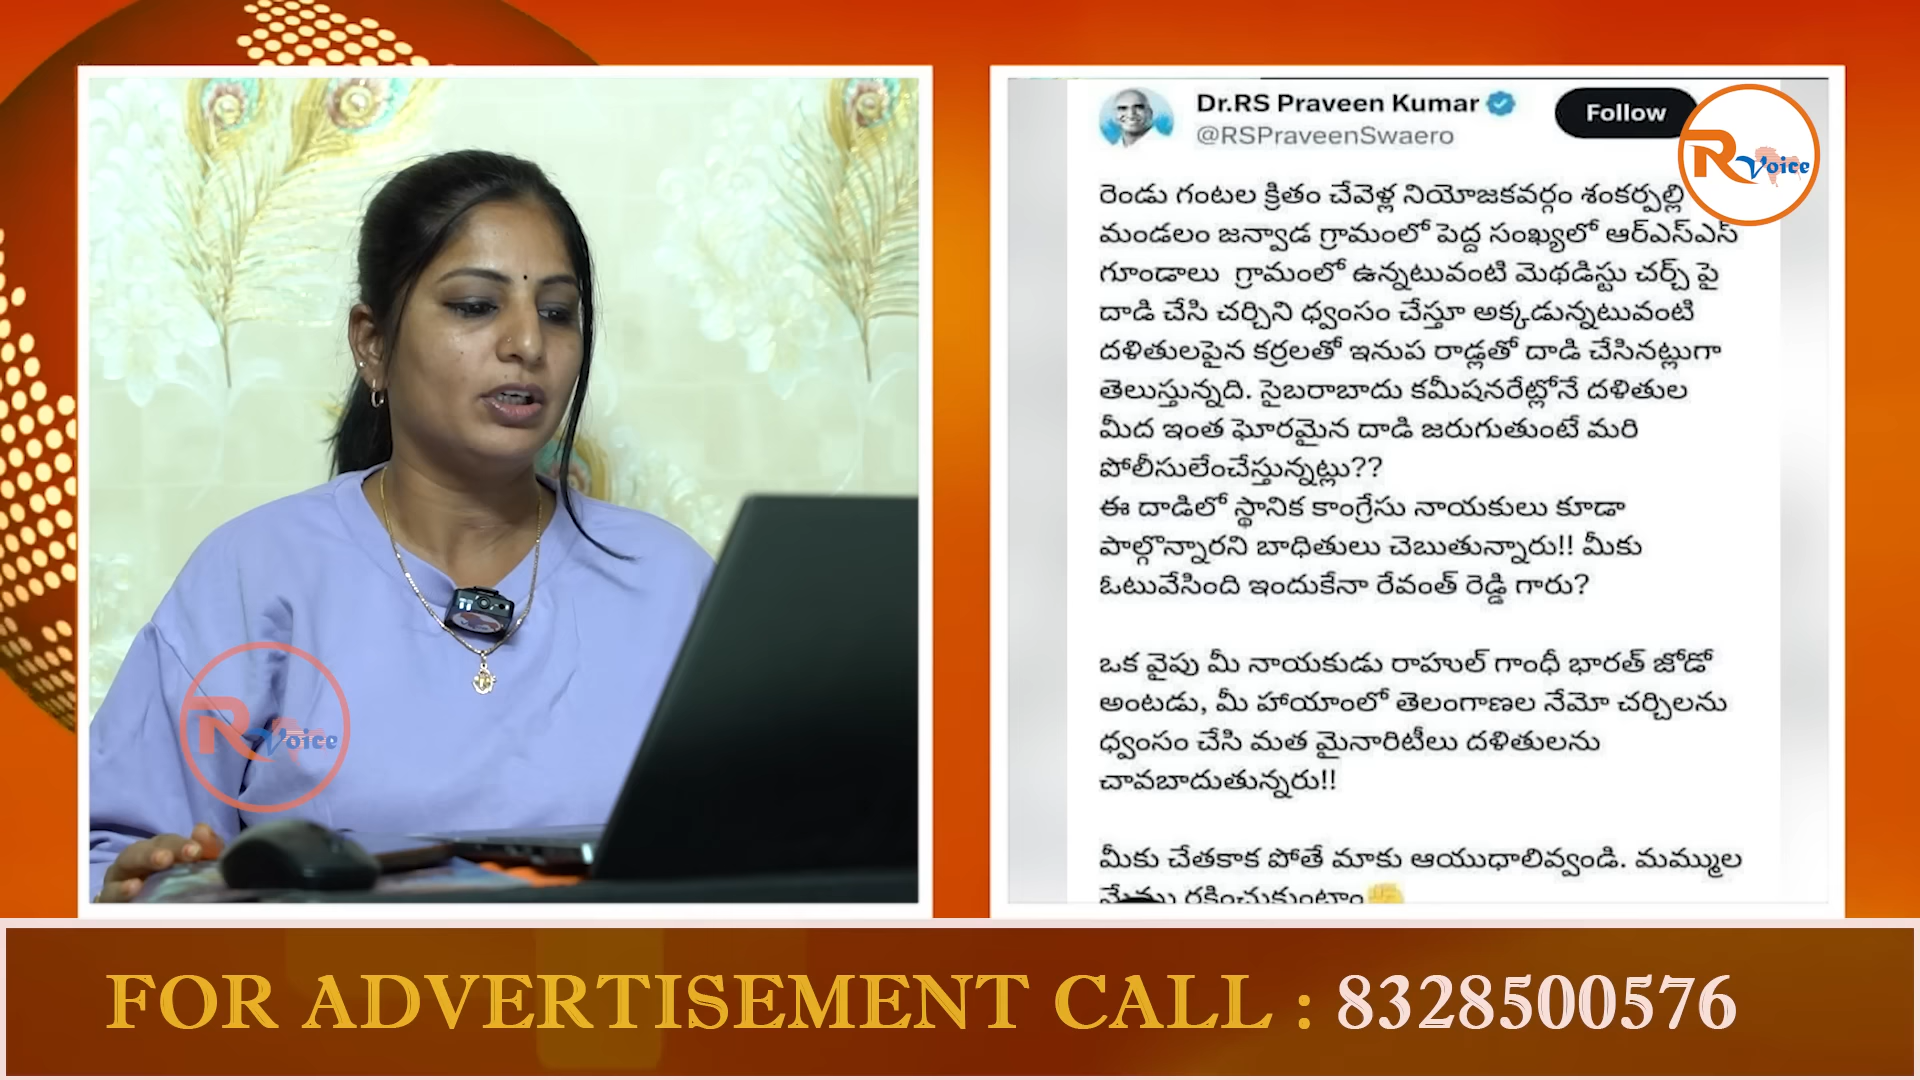 Dr.RS Praveen Kumar
Follow
@RSPraveenSwaero
R Voice
రెండు గంటల క్రితం చేవెళ్ల నియోజకవర్గం శంకర్పల్లి
మండలం జన్వాడ గ్రామంలో పెద్ద సంఖ్యలో ఆర్ఎస్ఎస్
గూండాలు గ్రామంలో ఉన్నటువంటి మెథడిస్టు చర్చ్ పై
దాడి చేసి చర్చిని ధ్వంసం చేస్తూ అక్కడున్నటువంటి
దళితులపైన కర్రలతో ఇనుప రాడ్లతో దాడి చేసినట్లుగా
తెలుస్తున్నది. సైబరాబాదు కమీషనరేట్లోనే దళితుల
మీద ఇంత ఘోరమైన దాడి జరుగుతుంటే మరి
పోలీసులేంచేస్తున్నట్లు??
ఈ దాడిలో స్థానిక కాంగ్రేసు నాయకులు కూడా
పాల్గొన్నారని బాధితులు చెబుతున్నారు!! మీకు
ఓటువేసింది ఇందుకేనా రేవంత్ రెడ్డి గారు?
ఒక వైపు మీ నాయకుడు రాహుల్ గాంధీ భారత్ జోడో
అంటడు, మీ హాయాంలో తెలంగాణల నేమో చర్చిలను
ధ్వంసం చేసి మత మైనారిటీలు దళితులను
చావబాదుతున్నరు!!
మీకు చేతకాక పోతే మాకు ఆయుధాలివ్వండి. మమ్ముల
మేము రక్షించుకుంటాం
R Voice
FOR ADVERTISEMENT CALL : 8328500576